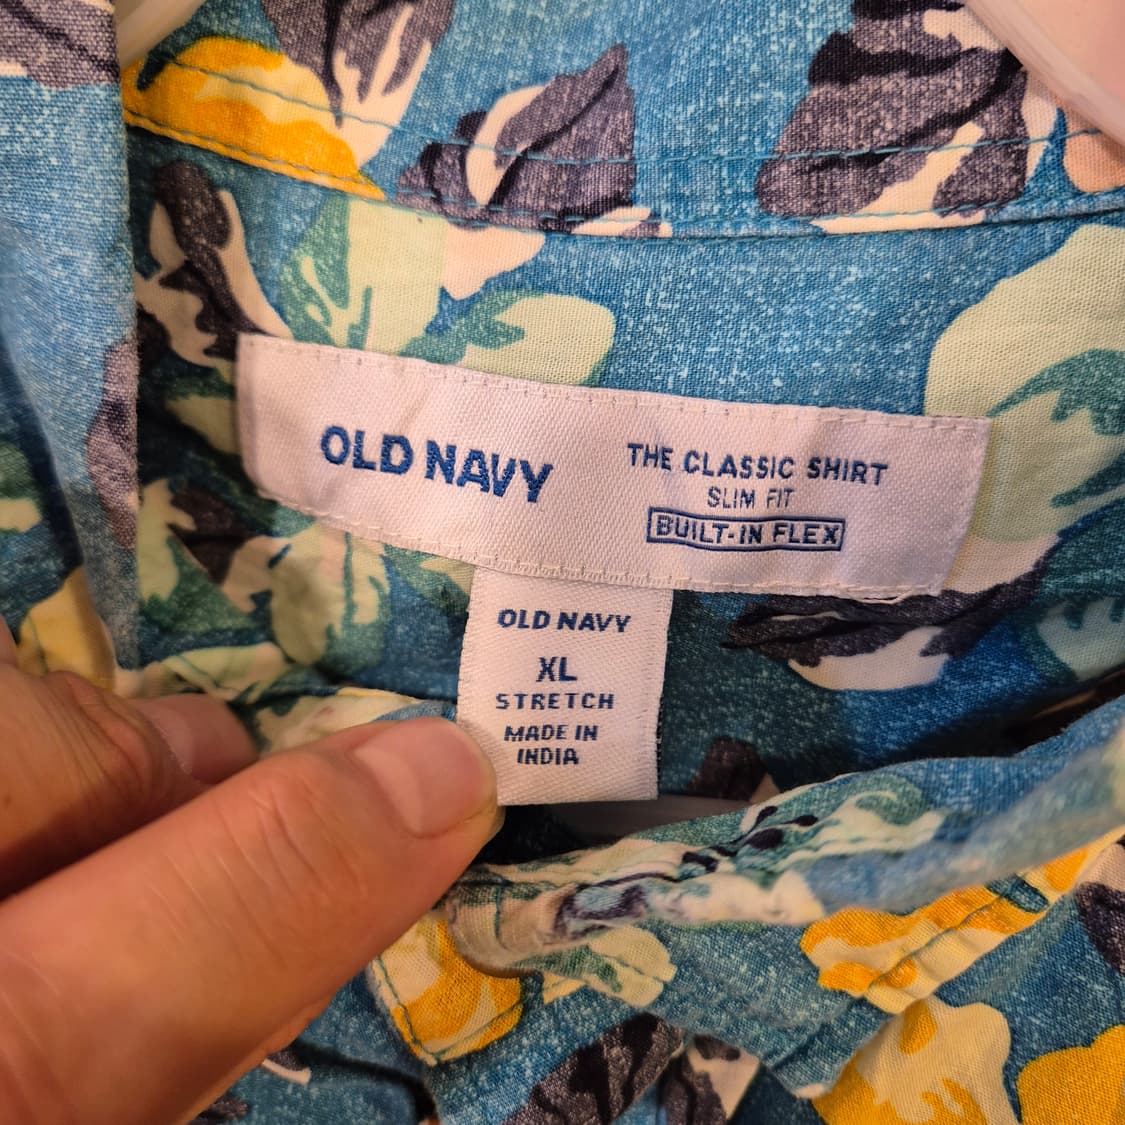 OLD NAVY
THE CLASSIC SHIRT
SLIM FIT
BUILT-IN FLEX
OLD NAVY
XL
STRETCH
MADE IN
INDIA